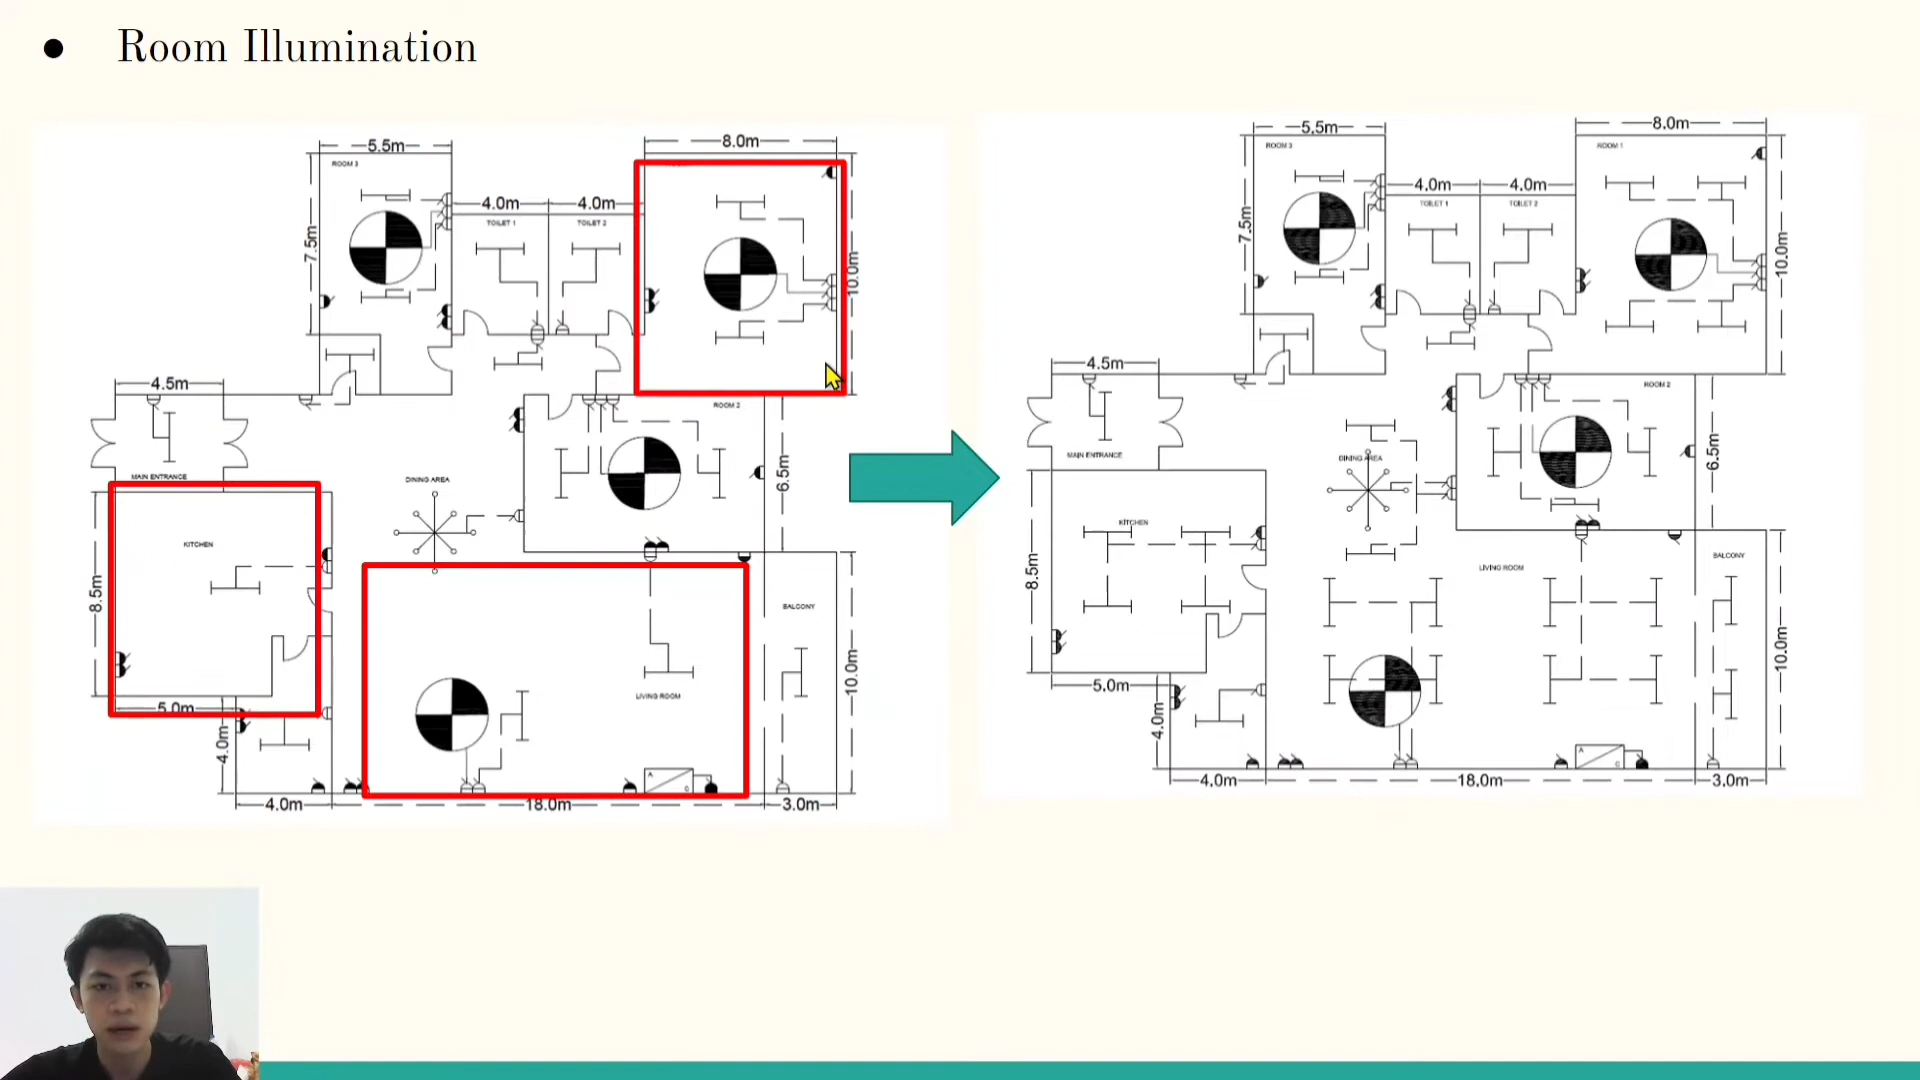 ● Room Illumination
5.5m
8.0m
ROOM 3
7.5m
4.0m
4.0m
TOILET 1
TOILET 2
10.0m
4.5m
ROOM 2
MAIN ENTRANCE
DINING AREA
6.5m
KITCHEN
8.5m
BALCONY
10.0m
LIVING ROOM
5.0m
4.0m
A
C
4.0m
18.0m
3.0m
5.5m
8.0m
ROOM 3
ROOM 1
7.5m
4.0m
4.0m
TOILET 1
TOILET 2
10.0m
4.5m
ROOM 2
MAIN ENTRANCE
DINING AREA
6.5m
KITCHEN
8.5m
LIVING ROOM
BALCONY
10.0m
5.0m
4.0m
A
C
4.0m
18.0m
3.0m